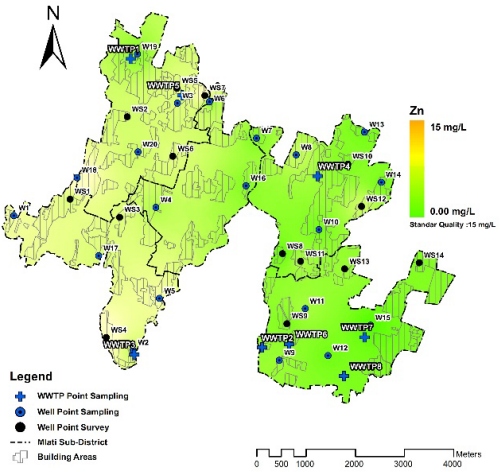 N
WWTP1
W19
WWTP5
WS5
WS7
W3
W6
WS2
W7
W13
W20
WS6
W8
WS10
WWTP4
W18
W16
W14
WS1
WS12
W1
WS3
W4
W10
W17
WS8
WS11
WS13
WS14
W5
W11
WS9
W15
WS4
WWTP3
W2
WWTP2
WWTP6
WWTP7
W9
W12
WWTP8
Zn
15 mg/L
0.00 mg/L
Standar Quality :15 mg/L
Legend
WWTP Point Sampling
Well Point Sampling
Well Point Survey
Mlati Sub-District
Building Areas
Meters
0 500 1000 2000 3000 4000